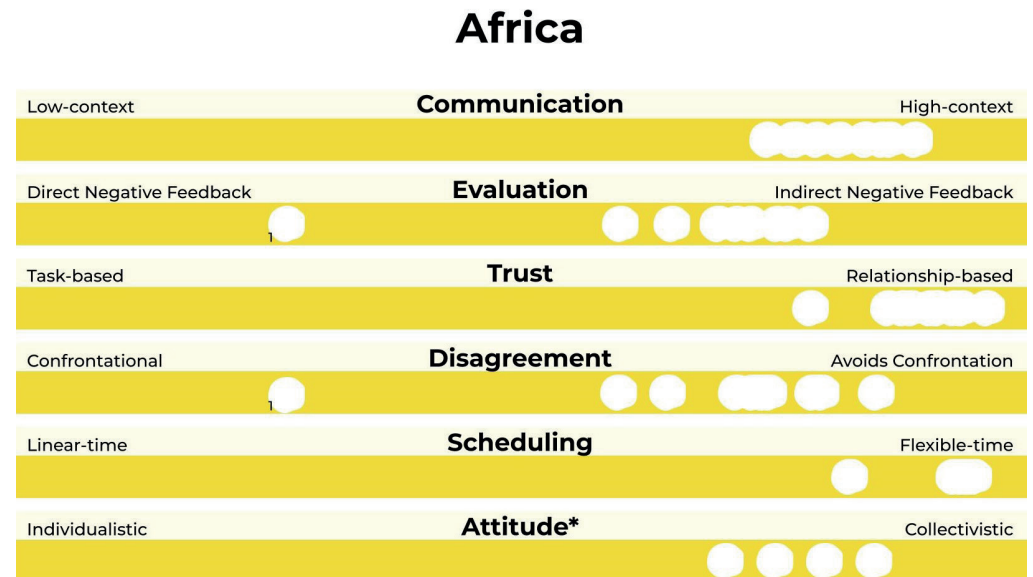 Africa
Low-context Communication High-context
Direct Negative Feedback Evaluation Indirect Negative Feedback
1
Task-based Trust Relationship-based
Confrontational Disagreement Avoids Confrontation
1
Linear-time Scheduling Flexible-time
Individualistic Attitude* Collectivistic